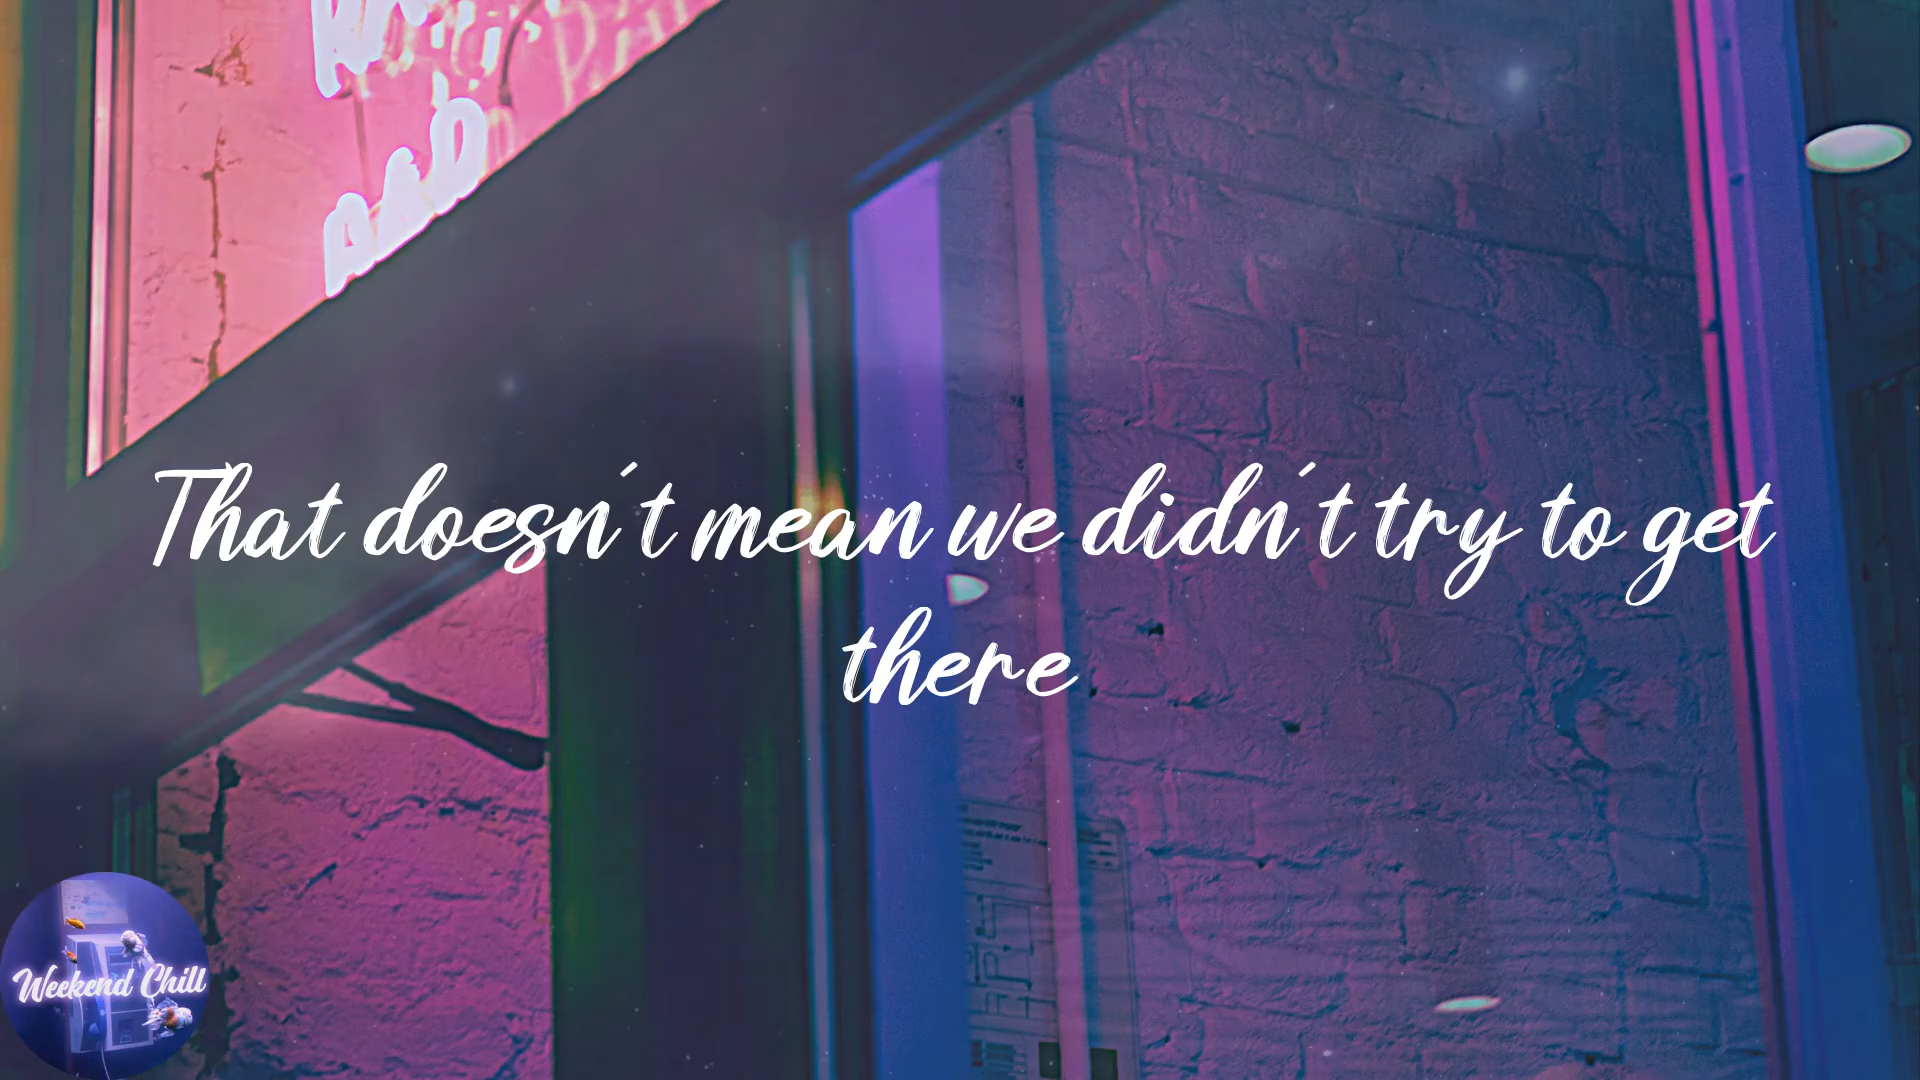 That doesn't mean we didn't try to get
there
Weekend Chill